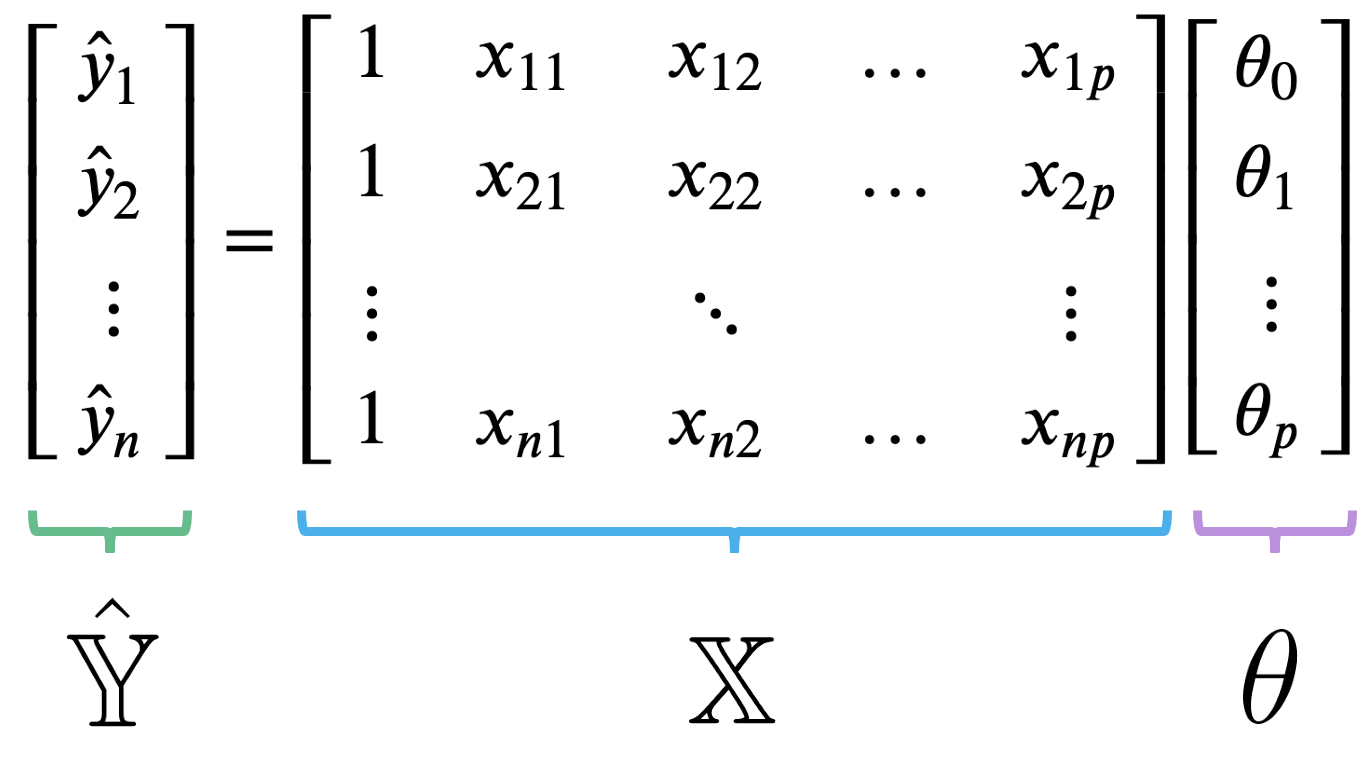 ŷ₁ 1 x₁₁ x₁₂ … x₁ₚ θ₀
ŷ₂ 1 x₂₁ x₂₂ … x₂ₚ θ₁
= ⋮ ⋮ ⋱ ⋮ ⋮
ŷₙ 1 xₙ₁ xₙ₂ … xₙₚ θₚ
𝕐̂ 𝕏 θ